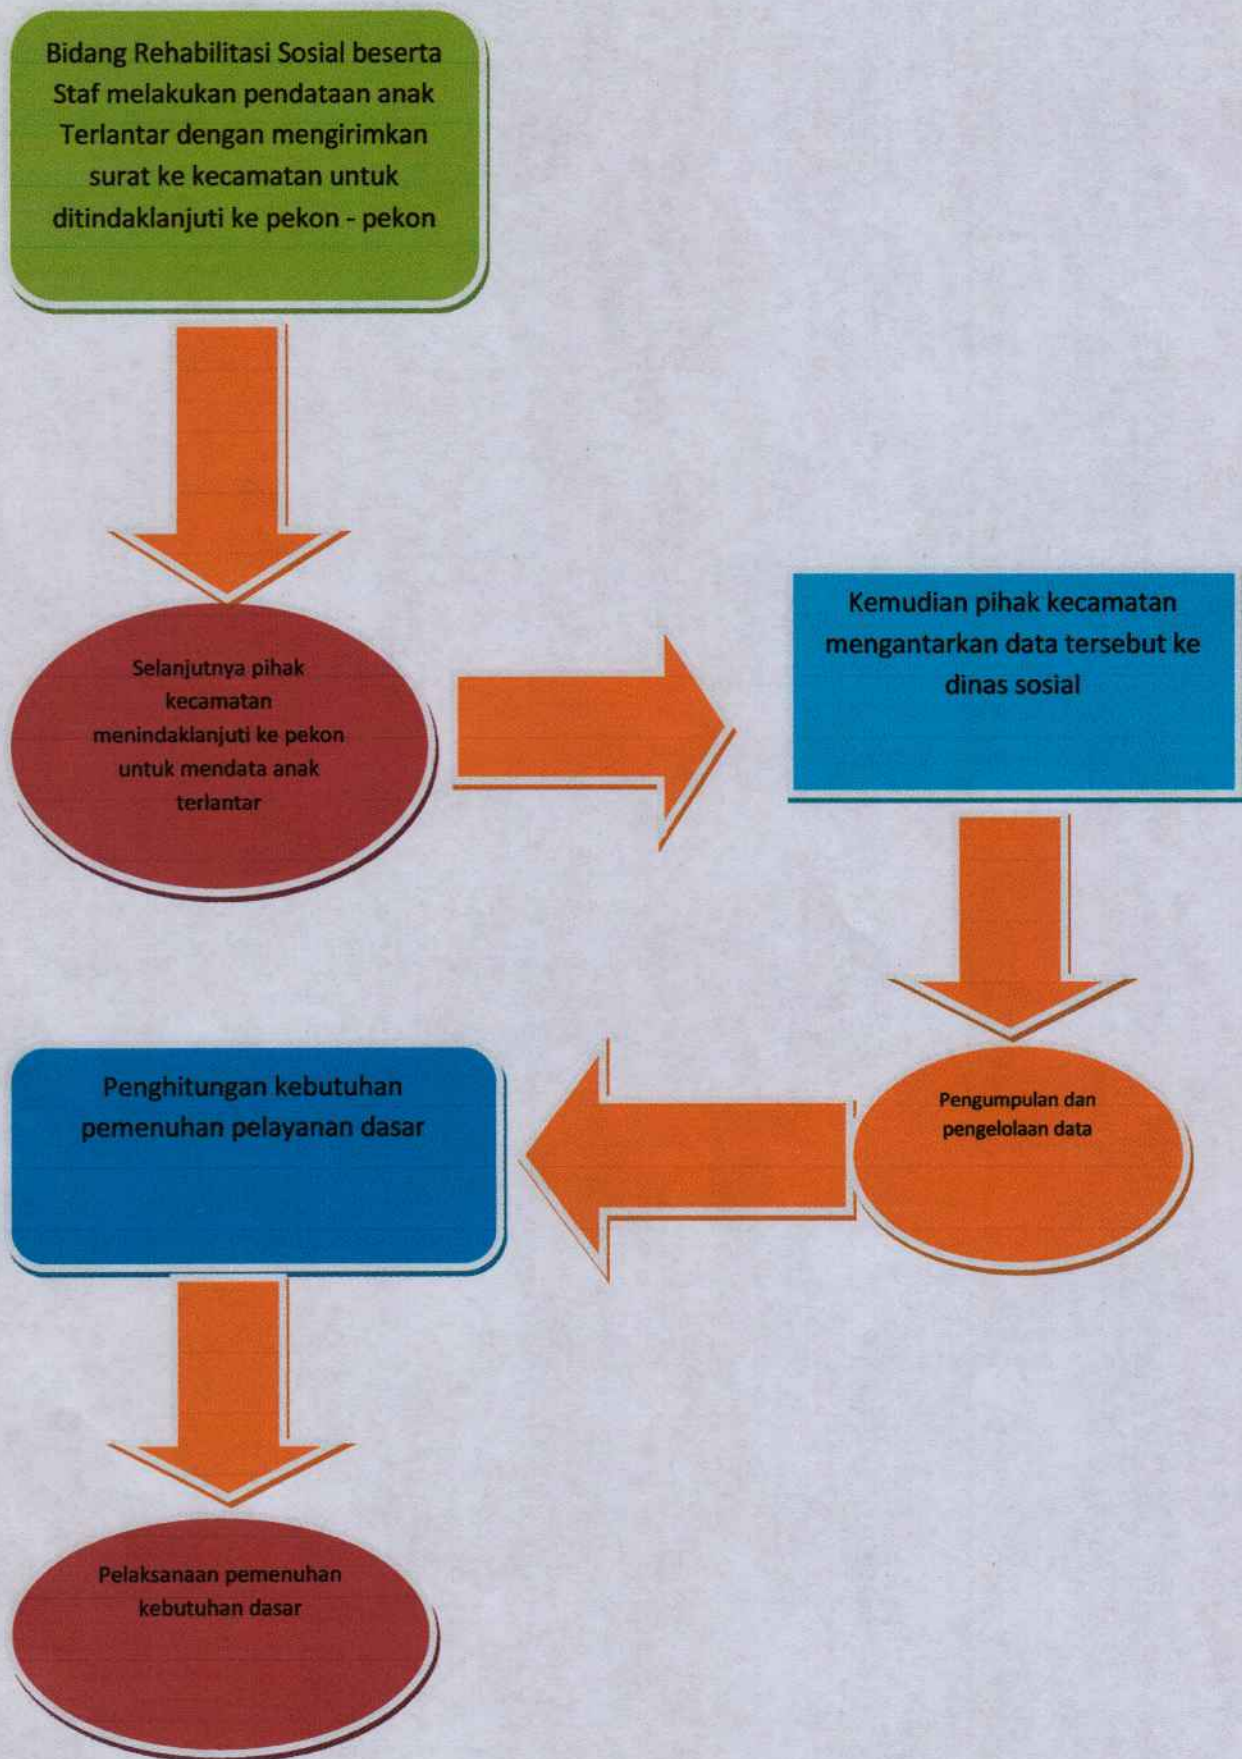 Bidang Rehabilitasi Sosial beserta
Staf melakukan pendataan anak
Terlantar dengan mengirimkan
surat ke kecamatan untuk
ditindaklanjuti ke pekon - pekon
Selanjutnya pihak
kecamatan
menindaklanjuti ke pekon
untuk mendata anak
terlantar
Kemudian pihak kecamatan
mengantarkan data tersebut ke
dinas sosial
Pengumpulan dan
pengelolaan data
Penghitungan kebutuhan
pemenuhan pelayanan dasar
Pelaksanaan pemenuhan
kebutuhan dasar